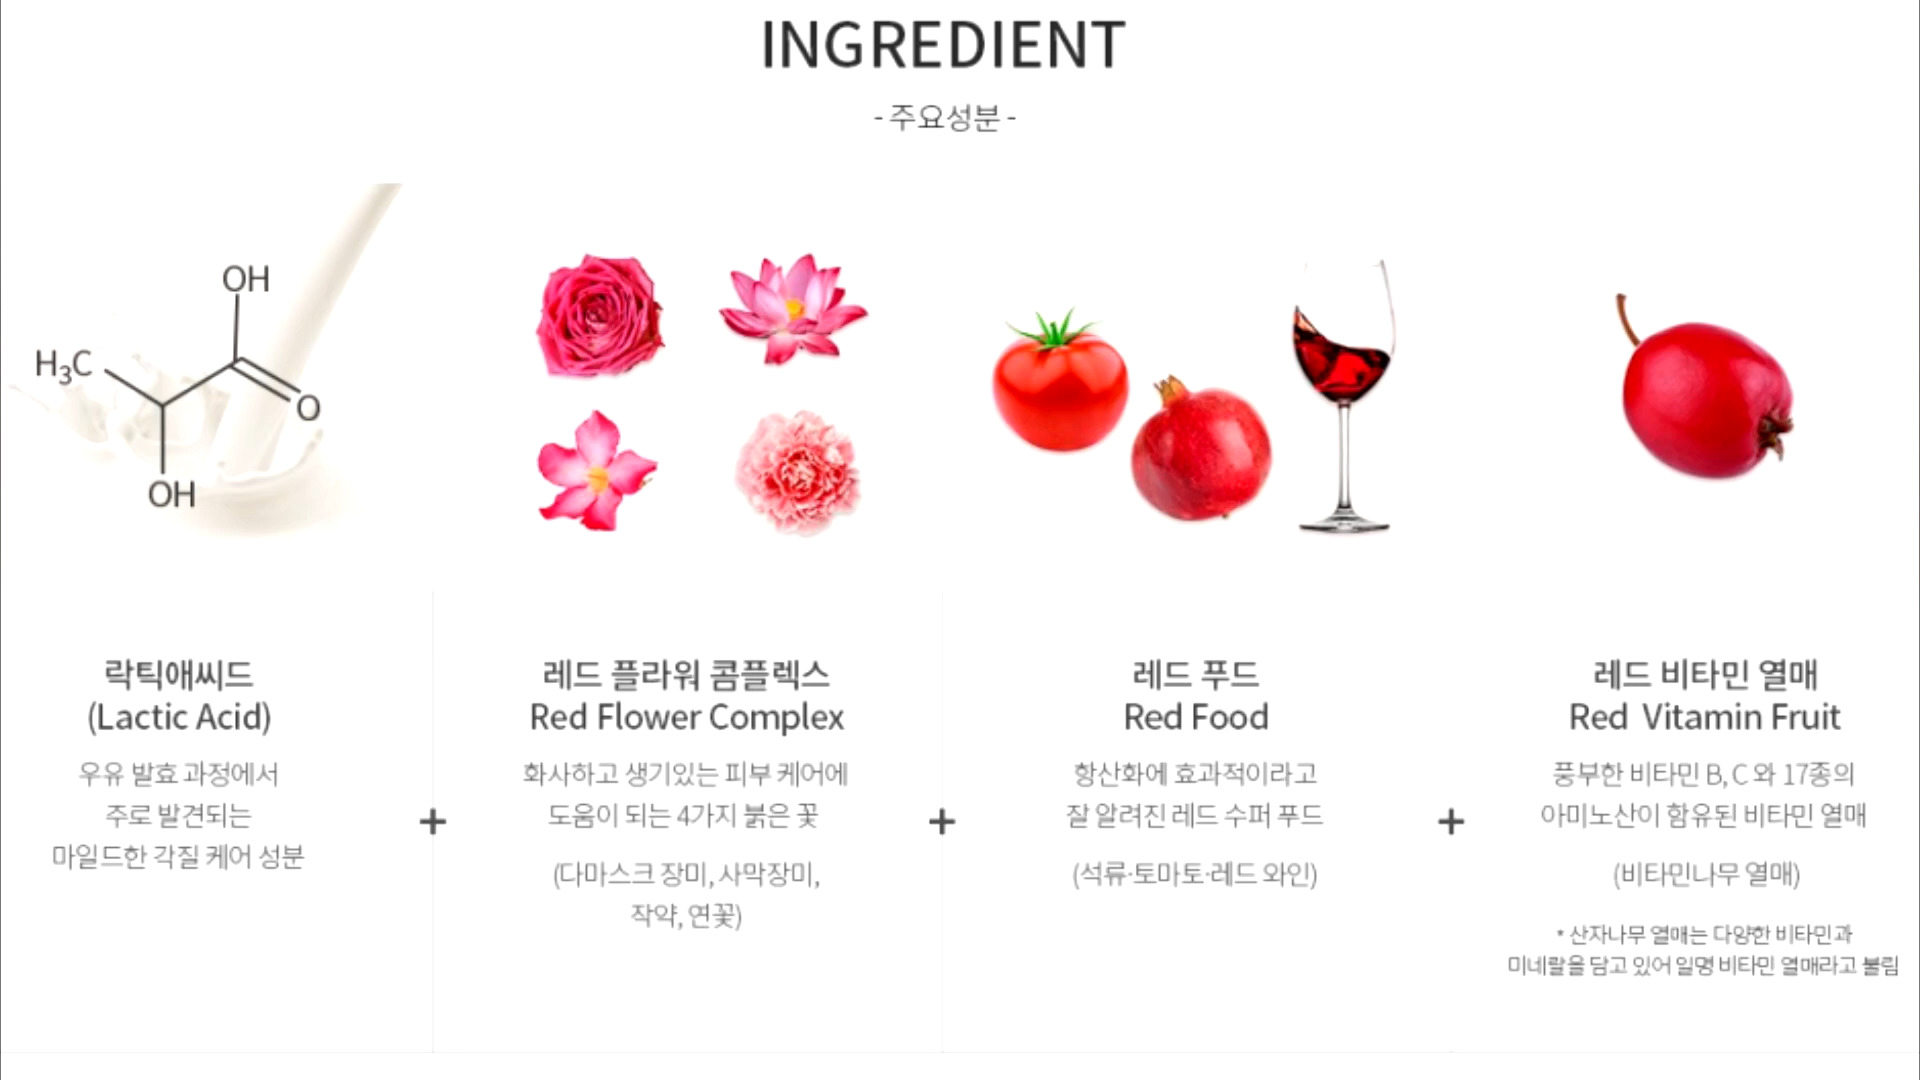 INGREDIENT
- 주요성분 -
OH
H3C
O
OH
락틱애씨드
(Lactic Acid)
우유 발효 과정에서
주로 발견되는
마일드한 각질 케어 성분
+
레드 플라워 콤플렉스
Red Flower Complex
화사하고 생기있는 피부 케어에
도움이 되는 4가지 붉은 꽃
(다마스크 장미, 사막장미,
작약, 연꽃)
+
레드 푸드
Red Food
항산화에 효과적이라고
잘 알려진 레드 수퍼 푸드
(석류·토마토·레드 와인)
+
레드 비타민 열매
Red Vitamin Fruit
풍부한 비타민 B, C 와 17종의
아미노산이 함유된 비타민 열매
(비타민나무 열매)
* 산자나무 열매는 다양한 비타민과
미네랄을 담고 있어 일명 비타민 열매라고 불림